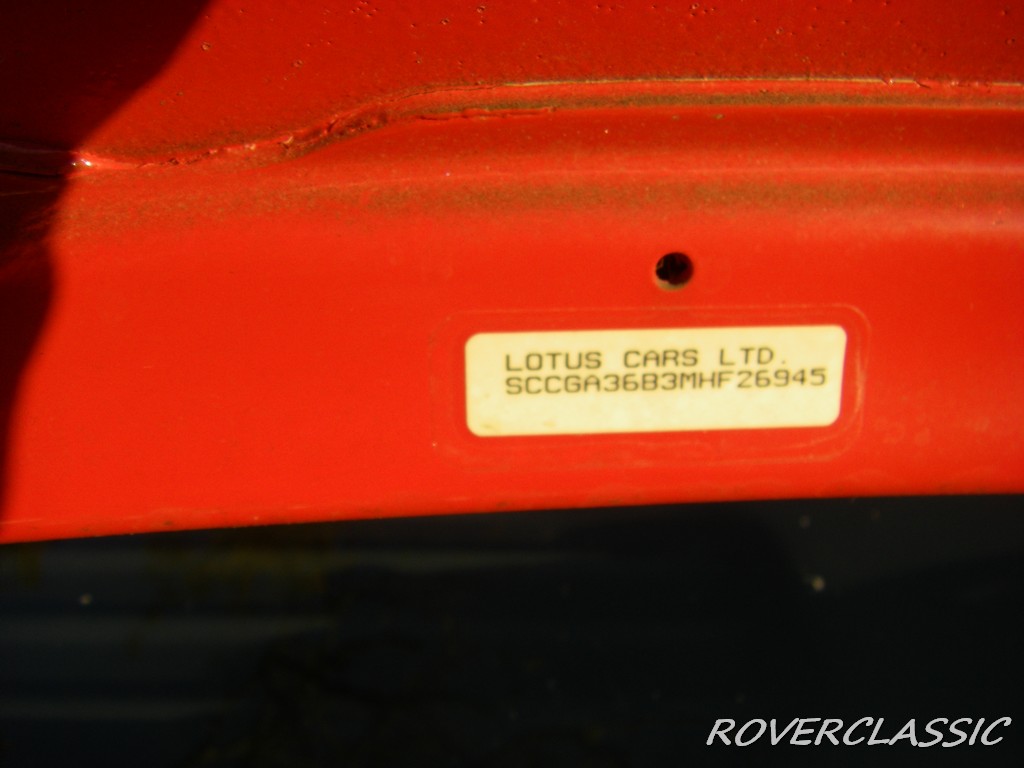 LOTUS CARS LTD.
SCCGA36B3MHF26945
ROVERCLASSIC